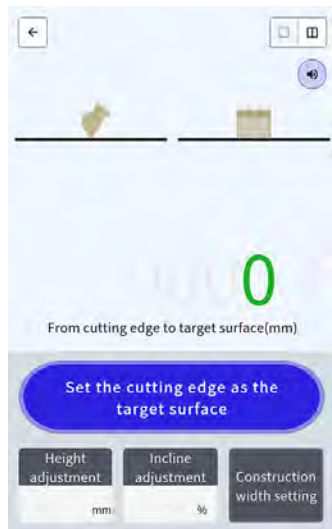 0
From cutting edge to target surface(mm)
Set the cutting edge as the
target surface
Height
adjustment
mm
Incline
adjustment
%
Construction
width setting